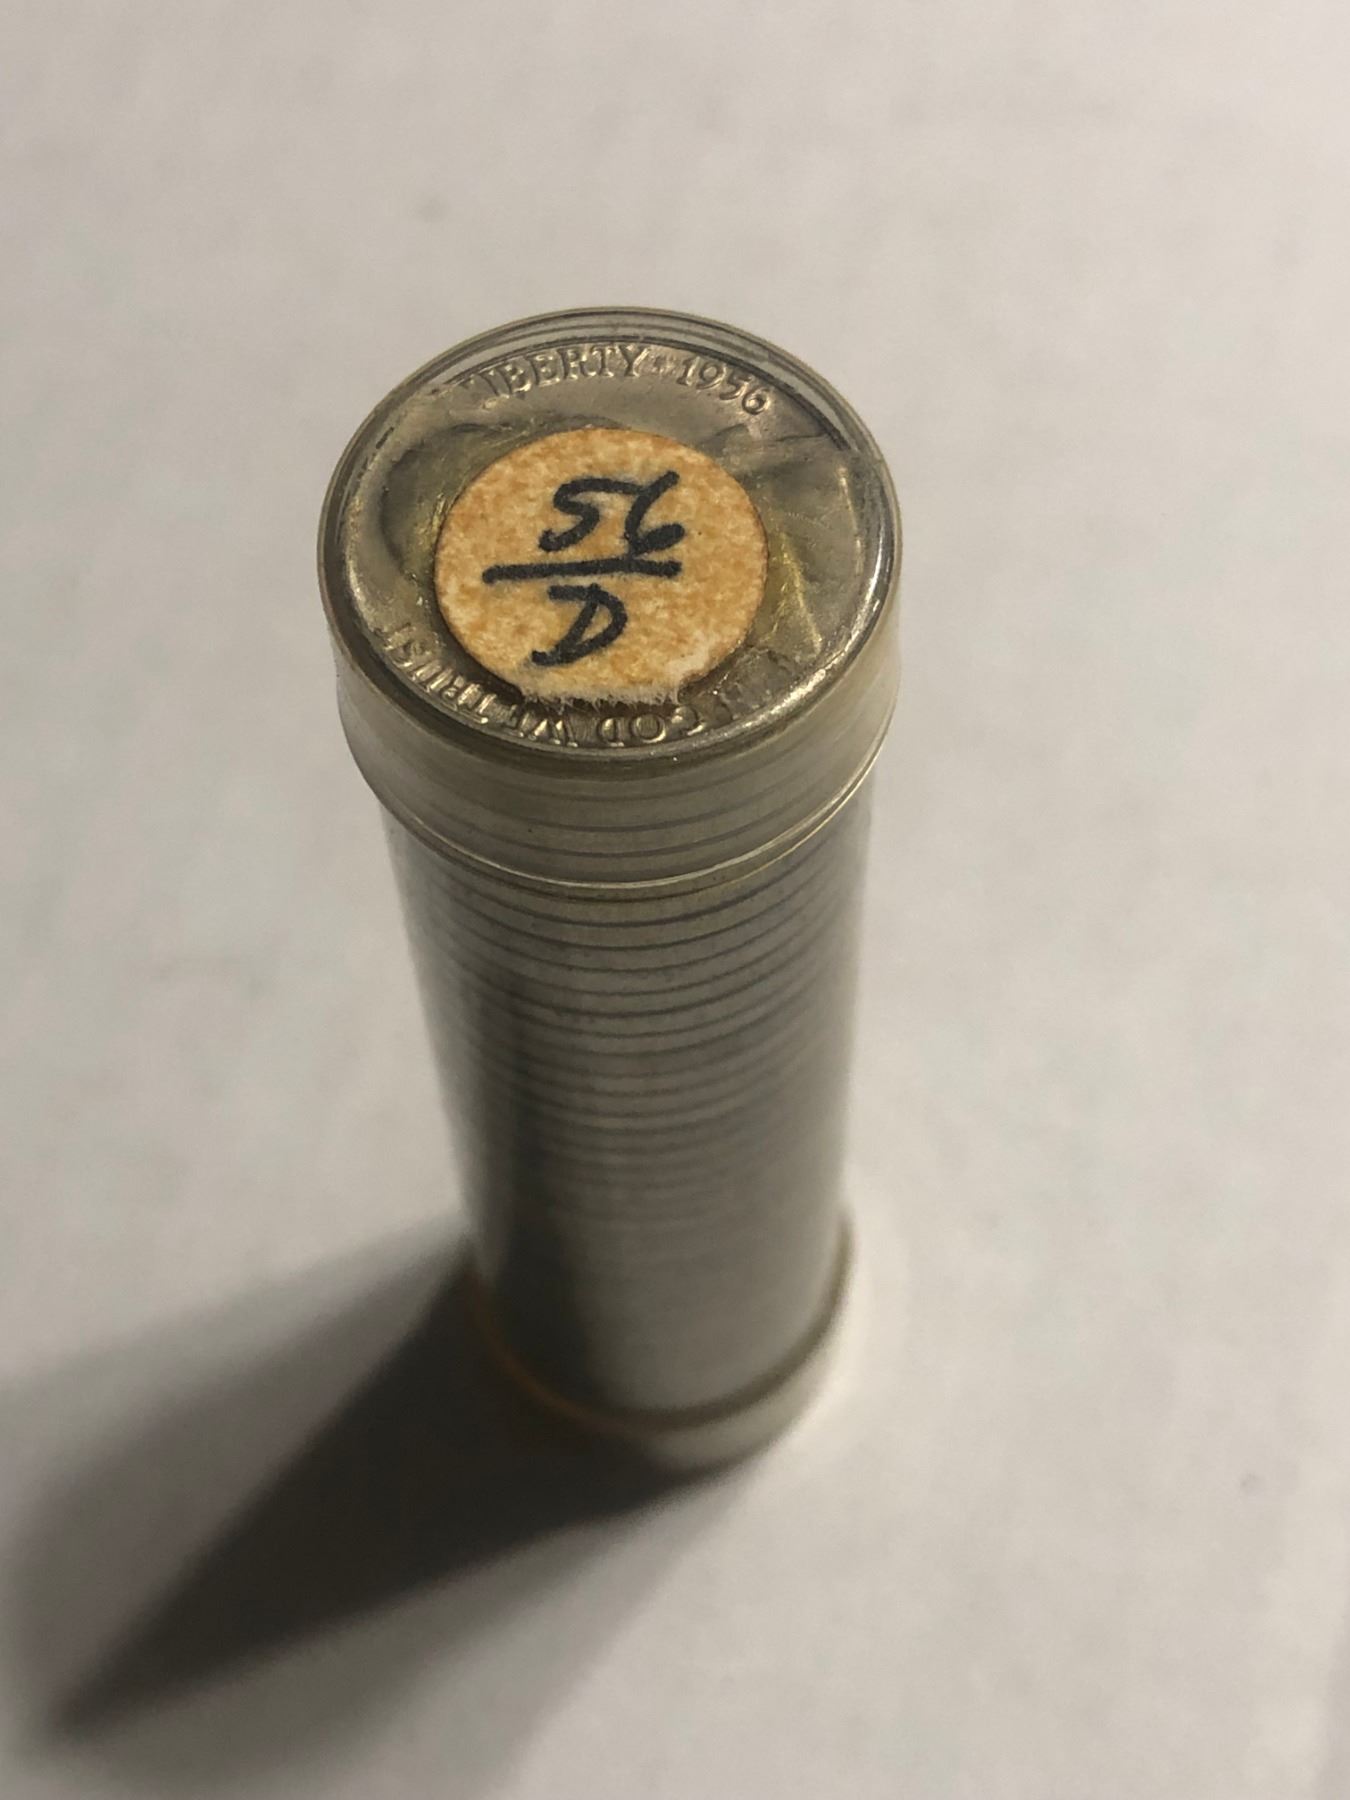 LIBERTY · 1956
56
D
GOD WE TRUST